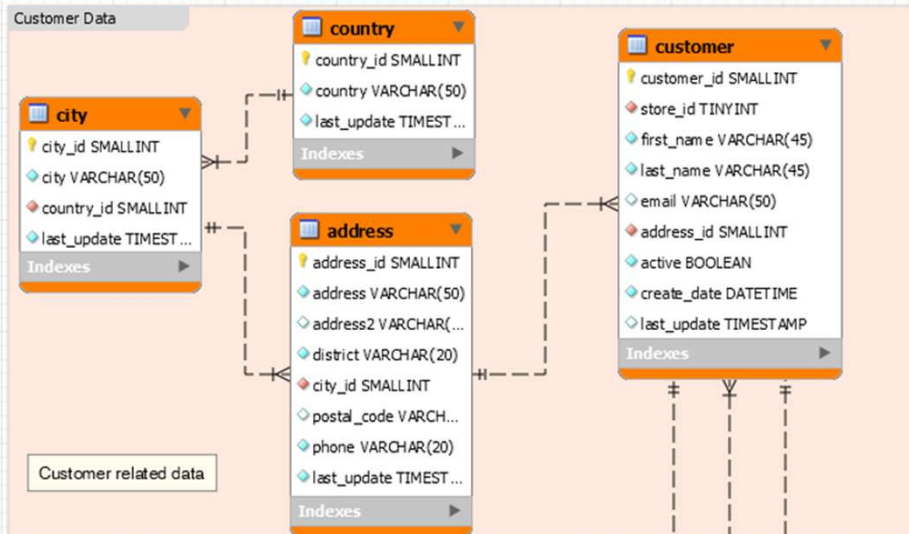 Customer Data
country
country_id SMALLINT
country VARCHAR(50)
last_update TIMEST...
Indexes
city
city_id SMALLINT
city VARCHAR(50)
country_id SMALLINT
last_update TIMEST...
Indexes
address
address_id SMALLINT
address VARCHAR(50)
address2 VARCHAR(...
district VARCHAR(20)
city_id SMALLINT
postal_code VARCH...
phone VARCHAR(20)
last_update TIMEST...
Indexes
customer
customer_id SMALLINT
store_id TINYINT
first_name VARCHAR(45)
last_name VARCHAR(45)
email VARCHAR(50)
address_id SMALLINT
active BOOLEAN
create_date DATETIME
last_update TIMESTAMP
Indexes
Customer related data